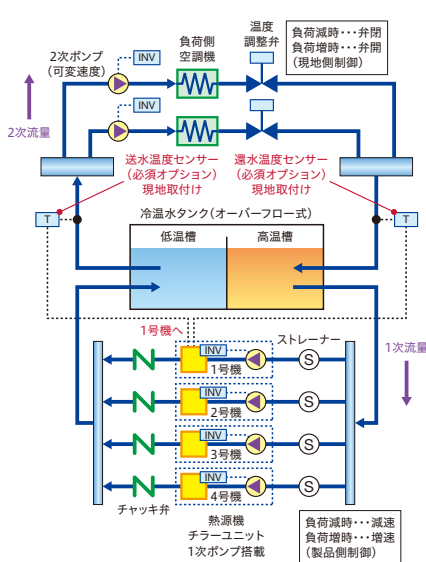 2次ポンプ
(可変速度)
INV
負荷側
空調機
温度
調整弁
負荷減時・・・弁閉
負荷増時・・・弁開
(現地側制御)
INV
2次流量
送水温度センサー
(必須オプション)
現地取付け
還水温度センサー
(必須オプション)
現地取付け
T
T
冷温水タンク(オーバーフロー式)
低温槽
高温槽
1号機へ
ストレーナー
1次流量
INV
1号機
S
INV
2号機
S
INV
3号機
S
INV
4号機
S
チャッキ弁
熱源機
チラーユニット
1次ポンプ搭載
負荷減時・・・減速
負荷増時・・・増速
(製品側制御)